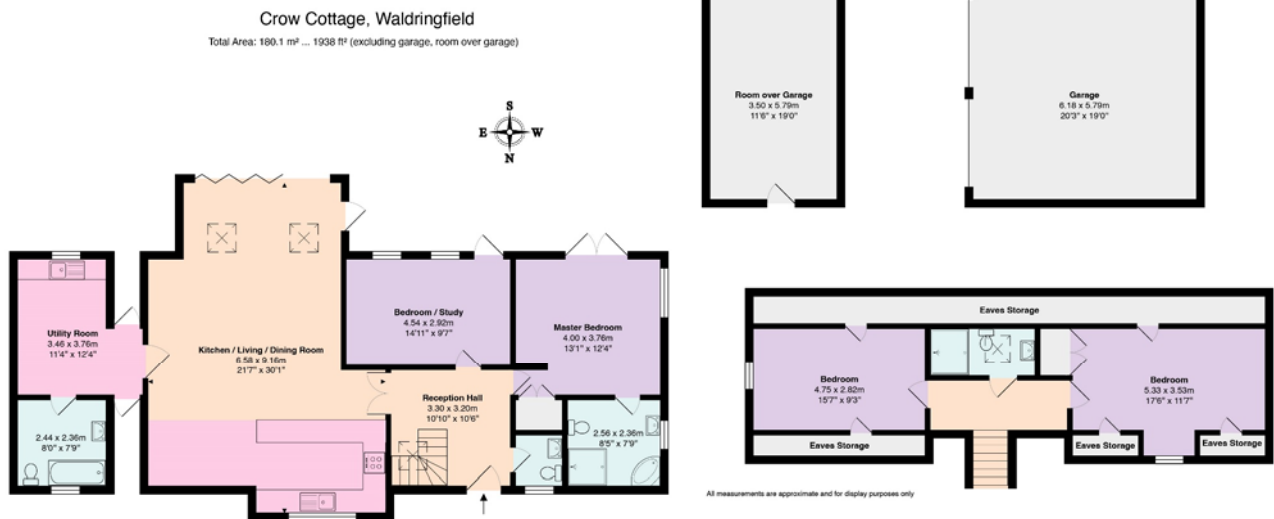 Crow Cottage, Waldringfield
Total Area: 180.1 m² ... 1938 ft² (excluding garage, room over garage)
S
E W
N
Room over Garage
3.50 x 5.79m
11'6" x 19'0"
Garage
6.18 x 5.79m
20'3" x 19'0"
Utility Room
3.46 x 3.76m
11'4" x 12'4"
2.44 x 2.36m
8'0" x 7'9"
Kitchen / Living / Dining Room
6.58 x 9.16m
21'7" x 30'1"
Bedroom / Study
4.54 x 2.92m
14'11" x 9'7"
Master Bedroom
4.00 x 3.76m
13'1" x 12'4"
Reception Hall
3.30 x 3.20m
10'10" x 10'6"
2.56 x 2.36m
8'5" x 7'9"
Eaves Storage
Bedroom
4.75 x 2.82m
15'7" x 9'3"
Bedroom
5.33 x 3.53m
17'6" x 11'7"
Eaves Storage
Eaves Storage
Eaves Storage
All measurements are approximate and for display purposes only